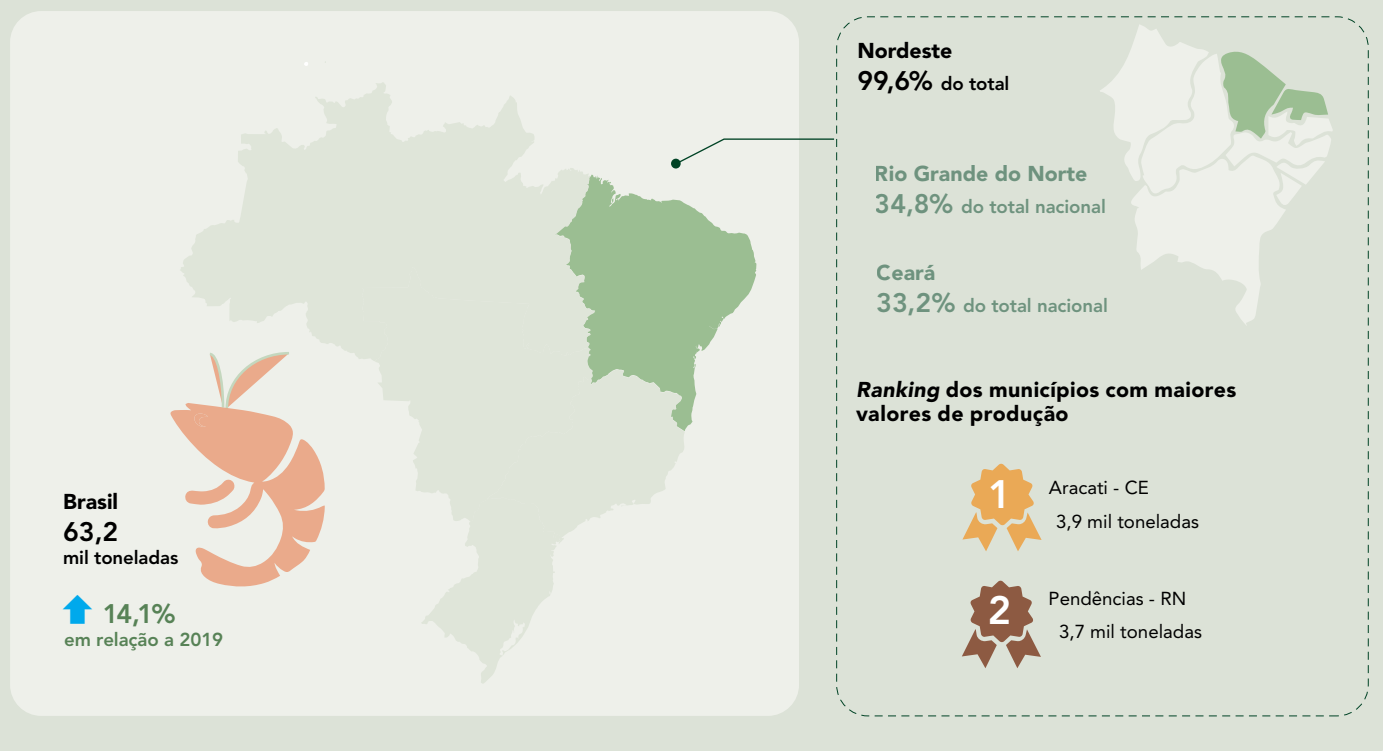 Brasil
63,2
mil toneladas
14,1%
em relação a 2019
Nordeste
99,6% do total
Rio Grande do Norte
34,8% do total nacional
Ceará
33,2% do total nacional
Ranking dos municípios com maiores
valores de produção
1
Aracati - CE
3,9 mil toneladas
2
Pendências - RN
3,7 mil toneladas